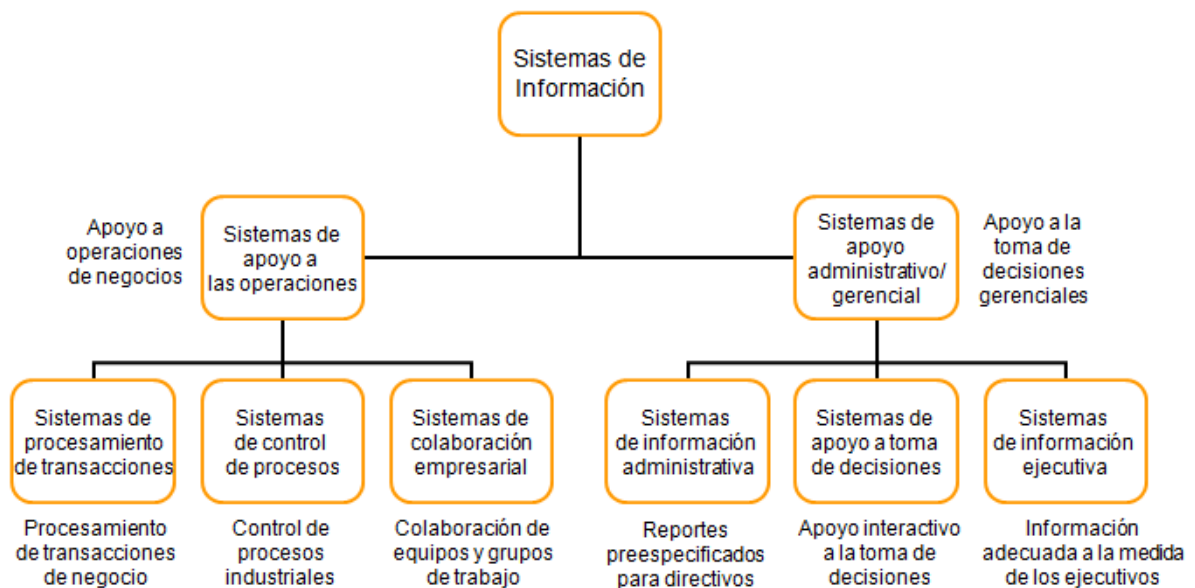 Sistemas de
Información
Apoyo a
operaciones
de negocios
Sistemas de
apoyo a
las operaciones
Sistemas de
apoyo
administrativo/
gerencial
Apoyo a la
toma de
decisiones
gerenciales
Sistemas de
procesamiento
de transacciones
Sistemas
de control
de procesos
Sistemas de
colaboración
empresarial
Sistemas
de información
administrativa
Sistemas de
apoyo a toma
de decisiones
Sistemas
de información
ejecutiva
Procesamiento
de transacciones
de negocio
Control de
procesos
industriales
Colaboración de
equipos y grupos
de trabajo
Reportes
preespecificados
para directivos
Apoyo interactivo
a la toma de
decisiones
Información
adecuada a la medida
de los ejecutivos